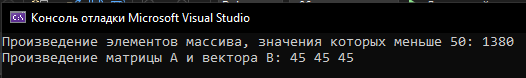 Консоль отладки Microsoft Visual Studio
Произведение элементов массива, значения которых меньше 50: 1380
Произведение матрицы A и вектора B: 45 45 45